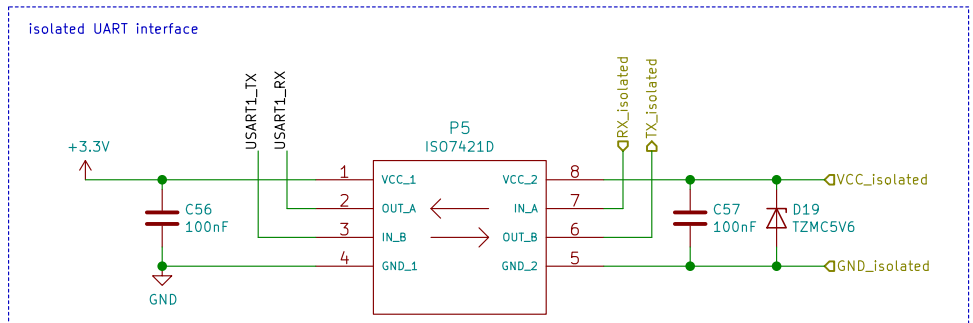 isolated UART interface
USART1_TX
USART1_RX
RX_isolated
TX_isolated
+3.3V
P5
ISO7421D
1
VCC_1
VCC_2
8
VCC_isolated
2
OUT_A
IN_A
7
C56
100nF
C57
100nF
D19
TZMC5V6
3
IN_B
OUT_B
6
4
GND_1
GND_2
5
GND_isolated
GND